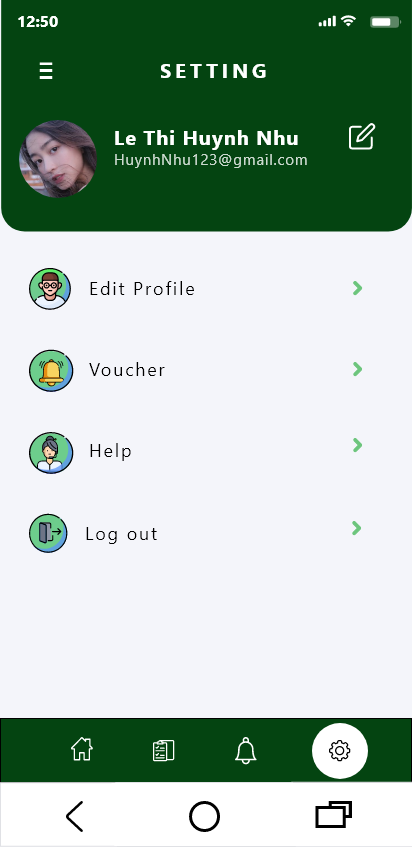 12:50
SETTING
Le Thi Huynh Nhu
HuynhNhu123@gmail.com
Edit Profile
Voucher
Help
Log out